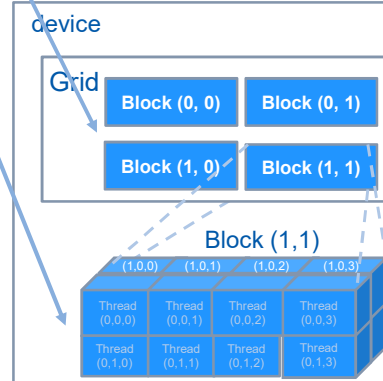 device
Grid
Block (0, 0) Block (0, 1)
Block (1, 0) Block (1, 1)
Block (1,1)
(1,0,0) (1,0,1) (1,0,2) (1,0,3)
Thread Thread Thread Thread
(0,0,0) (0,0,1) (0,0,2) (0,0,3)
Thread Thread Thread Thread
(0,1,0) (0,1,1) (0,1,2) (0,1,3)